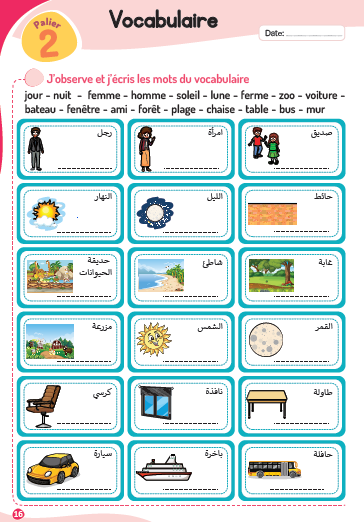 Palier
2
Vocabulaire
Date:
J'observe et j'écris les mots du vocabulaire
jour - nuit - femme - homme - soleil - lune - ferme - zoo - voiture -
bateau - fenêtre - ami - forêt - plage - chaise - table - bus - mur
رجل
امرأة
صديق
النهار
الليل
حائط
حديقة
الحيوانات
شاطئ
غابة
مزرعة
الشمس
القمر
كرسي
نافذة
طاولة
سيارة
باخرة
حافلة
16